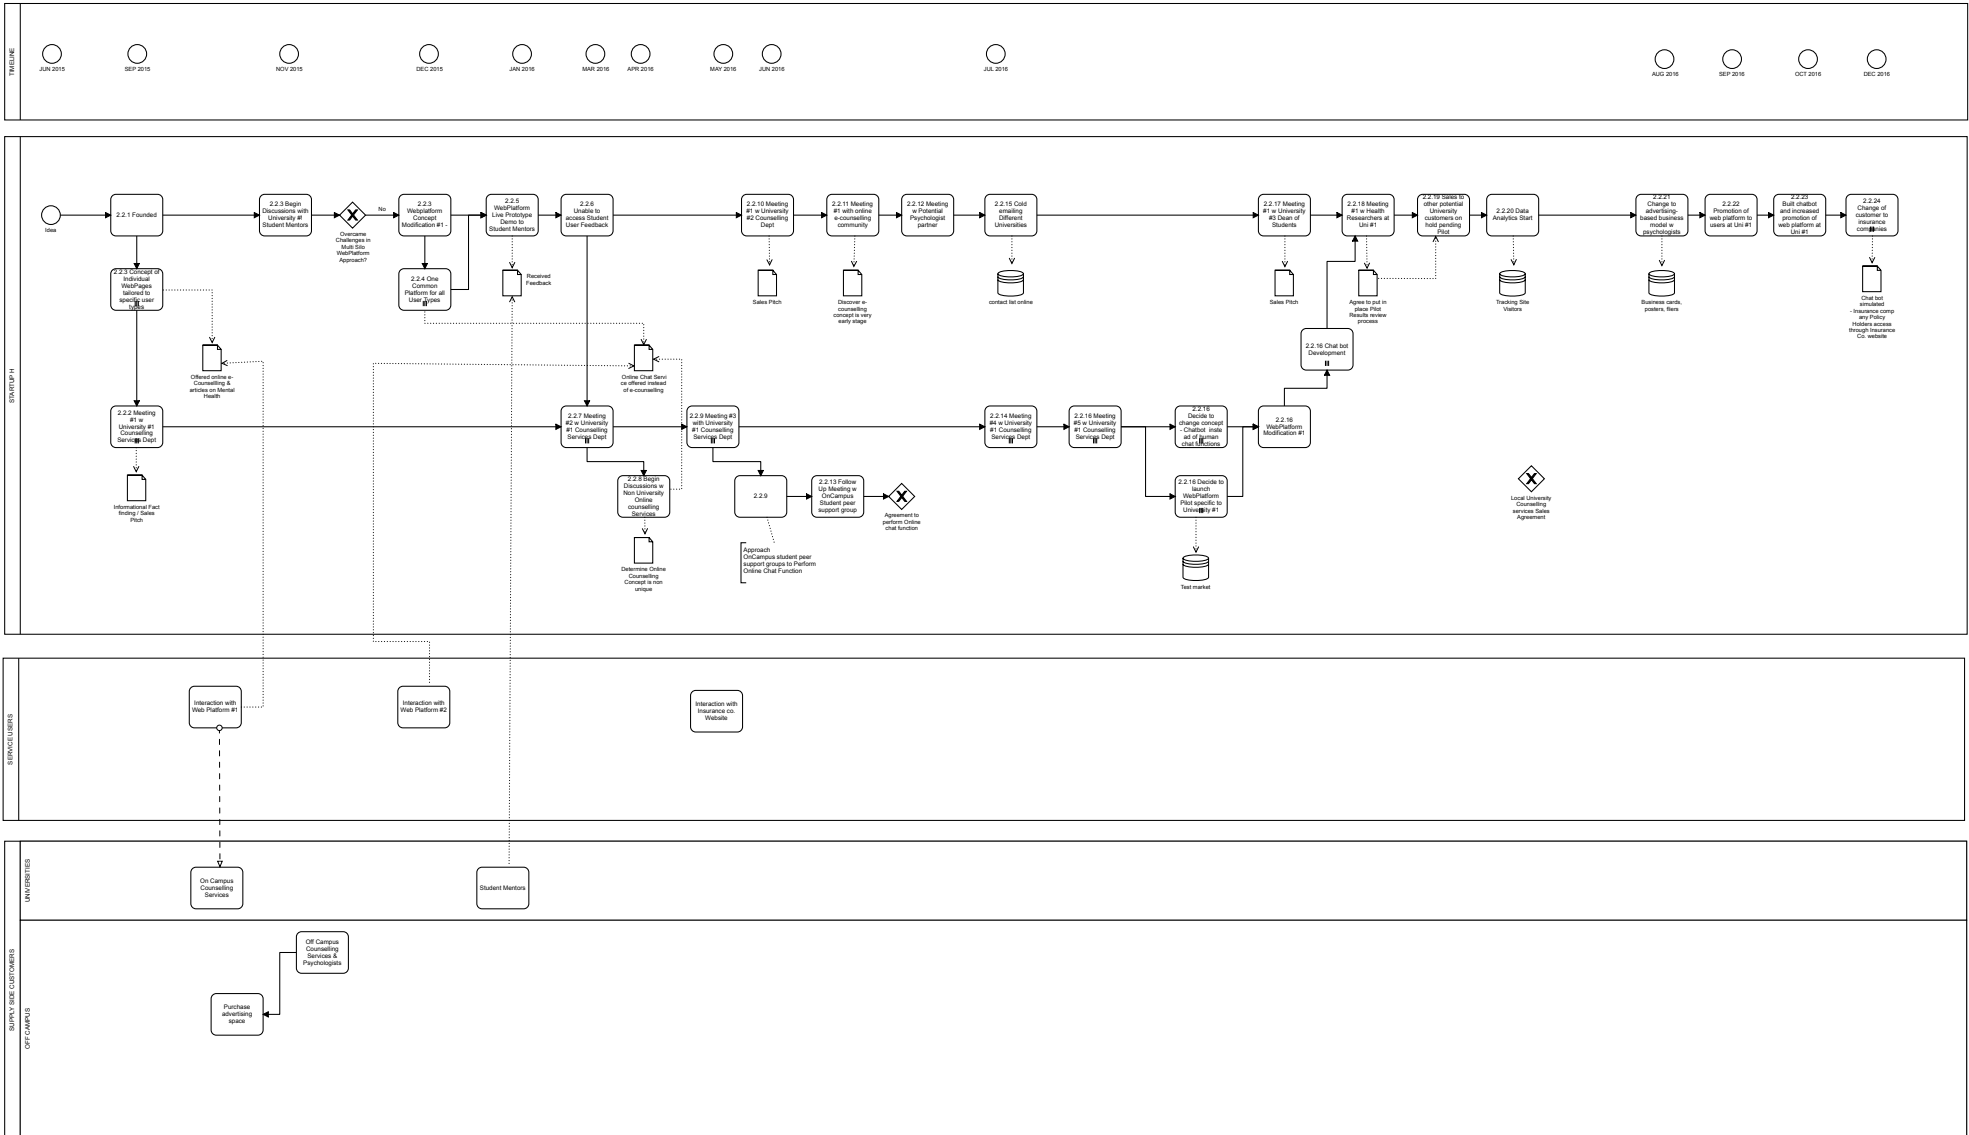 TIMELINE
JUN 2015
SEP 2015
NOV 2015
DEC 2015
JAN 2016
MAR 2016
APR 2016
MAY 2016
JUN 2016
JUL 2016
AUG 2016
SEP 2016
OCT 2016
DEC 2016
STARTUP H
Idea
2.2.1 Founded
2.2.3 Begin
Discussions with
University #I
Student Mentors
No
Overcame
Challenges in
Multi Silo
WebPlatform
Approach?
2.2.3
Webplatform
Concept
Modification #1 -
2.2.5
WebPlatform
Live Prototype
Demo to
Student Mentors
2.2.6
Unable to
access Student
User Feedback
2.2.10 Meeting
#1 w University
#2 Counselling
Dept
2.2.11 Meeting
#1 with online
e-counselling
community
2.2.12 Meeting
w Potential
Psychologist
partner
2.2.15 Cold
emailing
Different
Universities
2.2.17 Meeting
#1 w University
#3 Dean of
Students
2.2.18 Meeting
#1 w Health
Researchers at
Uni #1
2.2.19 Sales to
other potential
University
customers on
hold pending
Pilot
2.2.20 Data
Analytics Start
2.2.21
Change to
advertising-
based business
model w
psychologists
2.2.22
Promotion of
web platform to
users at Uni #1
2.2.23
Built chatbot
and increased
promotion of
web platform at
Uni #1
2.2.24
Change of
customer to
insurance
companies
2.2.3 Concept of
Individual
WebPages
tailored to
specific user
types
2.2.4 One
Common
Platform for all
User Types
Received
Feedback
Sales Pitch
Discover e-
counselling
concept is very
early stage
contact list online
Sales Pitch
Agree to put in
place Pilot
Results review
process
Tracking Site
Visitors
Business cards,
posters, fliers
Chat bot
simulated
- Insurance comp
any Policy
Holders access
through Insurance
Co. website
Offered online e-
Counselling &
articles on Mental
Health
Online Chat Servi
ce offered instead
of e-counselling
2.2.16 Chat bot
Development
2.2.2 Meeting
#1 w
University #1
Counselling
Services Dept
2.2.7 Meeting
#2 w University
#1 Counselling
Services Dept
2.2.9 Meeting #3
with University
#1 Counselling
Services Dept
2.2.14 Meeting
#4 w University
#1 Counselling
Services Dept
2.2.16 Meeting
#5 w University
#1 Counselling
Services Dept
2.2.16
Decide to
change concept
- Chatbot inste
ad of human
chat functions
2.2.16
WebPlatform
Modification #1
Informational Fact
finding / Sales
Pitch
2.2.8 Begin
Discussions w
Non University
Online
counselling
Services
2.2.9
2.2.13 Follow
Up Meeting w
OnCampus
Student peer
support group
Agreement to
perform Online
chat function
2.2.16 Decide to
launch
WebPlatform
Pilot specific to
University #1
Local University
Counselling
services Sales
Agreement
Determine Online
Counselling
Concept is non
unique
Approach
OnCampus student peer
support groups to Perform
Online Chat Function
Test market
SERVICE USERS
Interaction with
Web Platform #1
Interaction with
Web Platform #2
Interaction with
Insurance co.
Website
SUPPLY SIDE CUSTOMERS
UNIVERSITIES
On Campus
Counselling
Services
Student Mentors
OFF CAMPUS
Off Campus
Counselling
Services &
Psychologists
Purchase
advertising
space